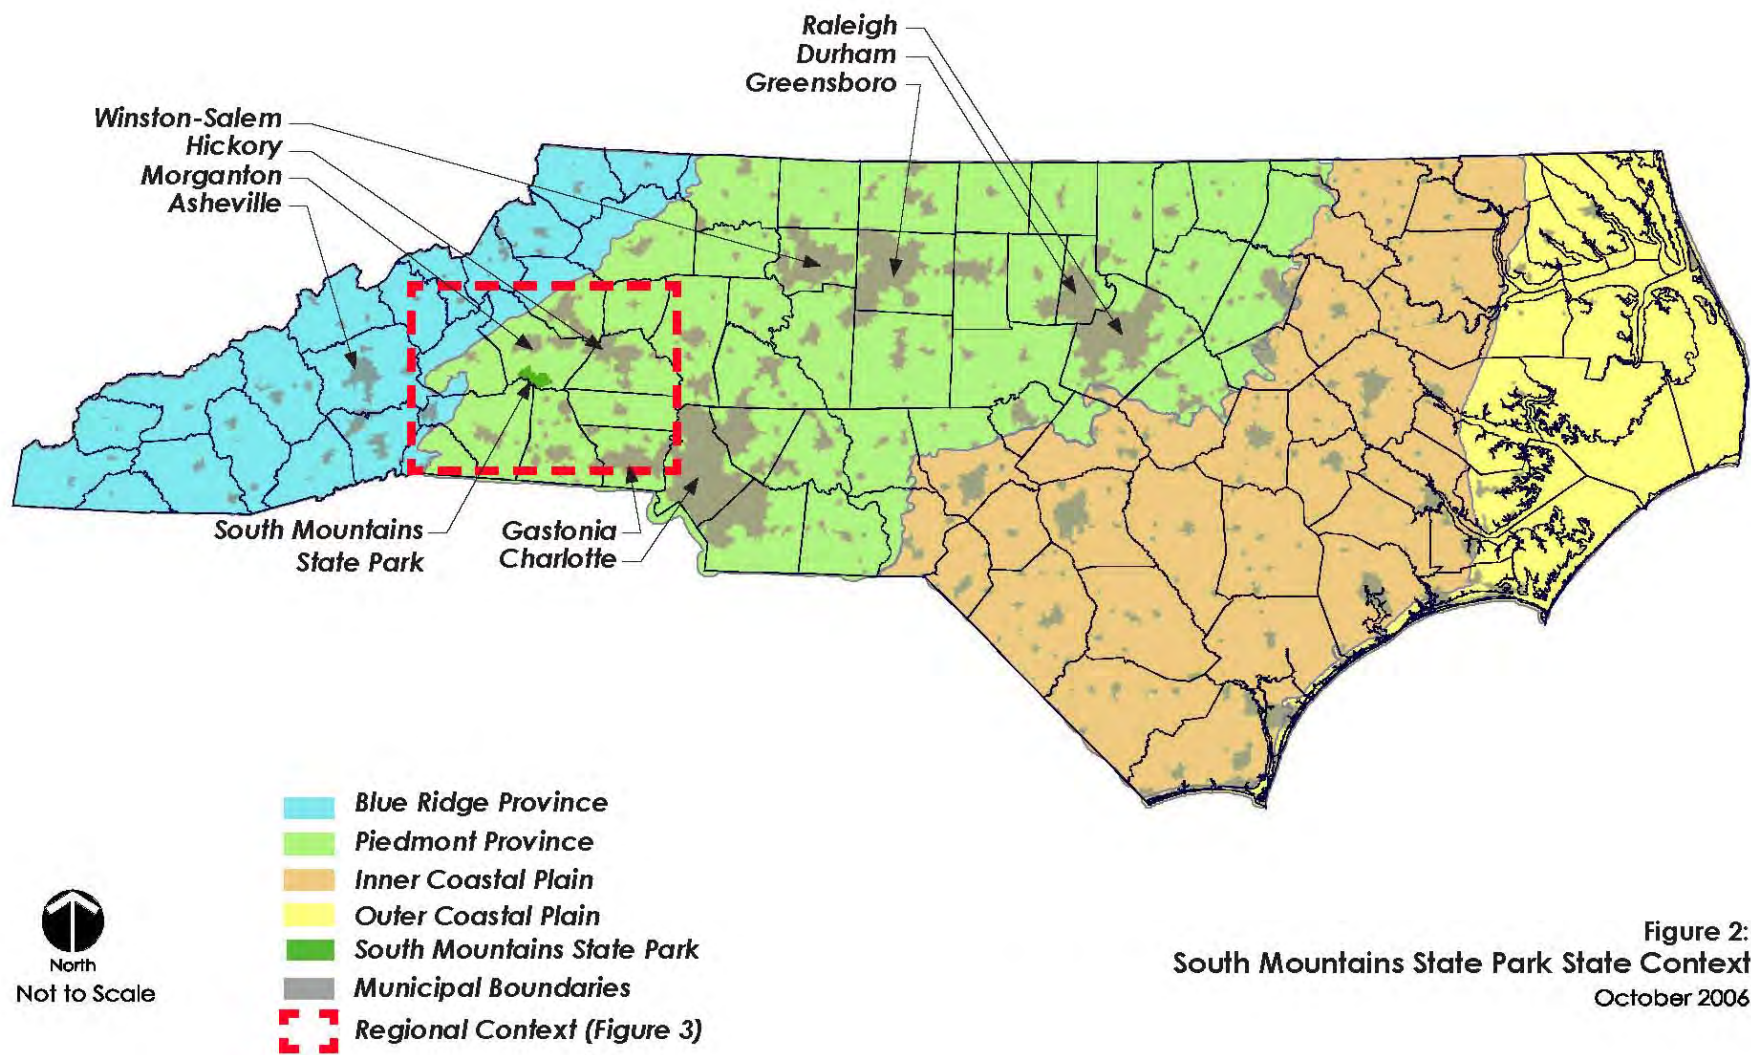 Raleigh
Durham
Greensboro
Winston-Salem
Hickory
Morganton
Asheville
South Mountains
State Park
Gastonia
Charlotte
Blue Ridge Province
Piedmont Province
Inner Coastal Plain
Outer Coastal Plain
South Mountains State Park
Municipal Boundaries
Regional Context (Figure 3)
North
Not to Scale
Figure 2:
South Mountains State Park State Context
October 2006